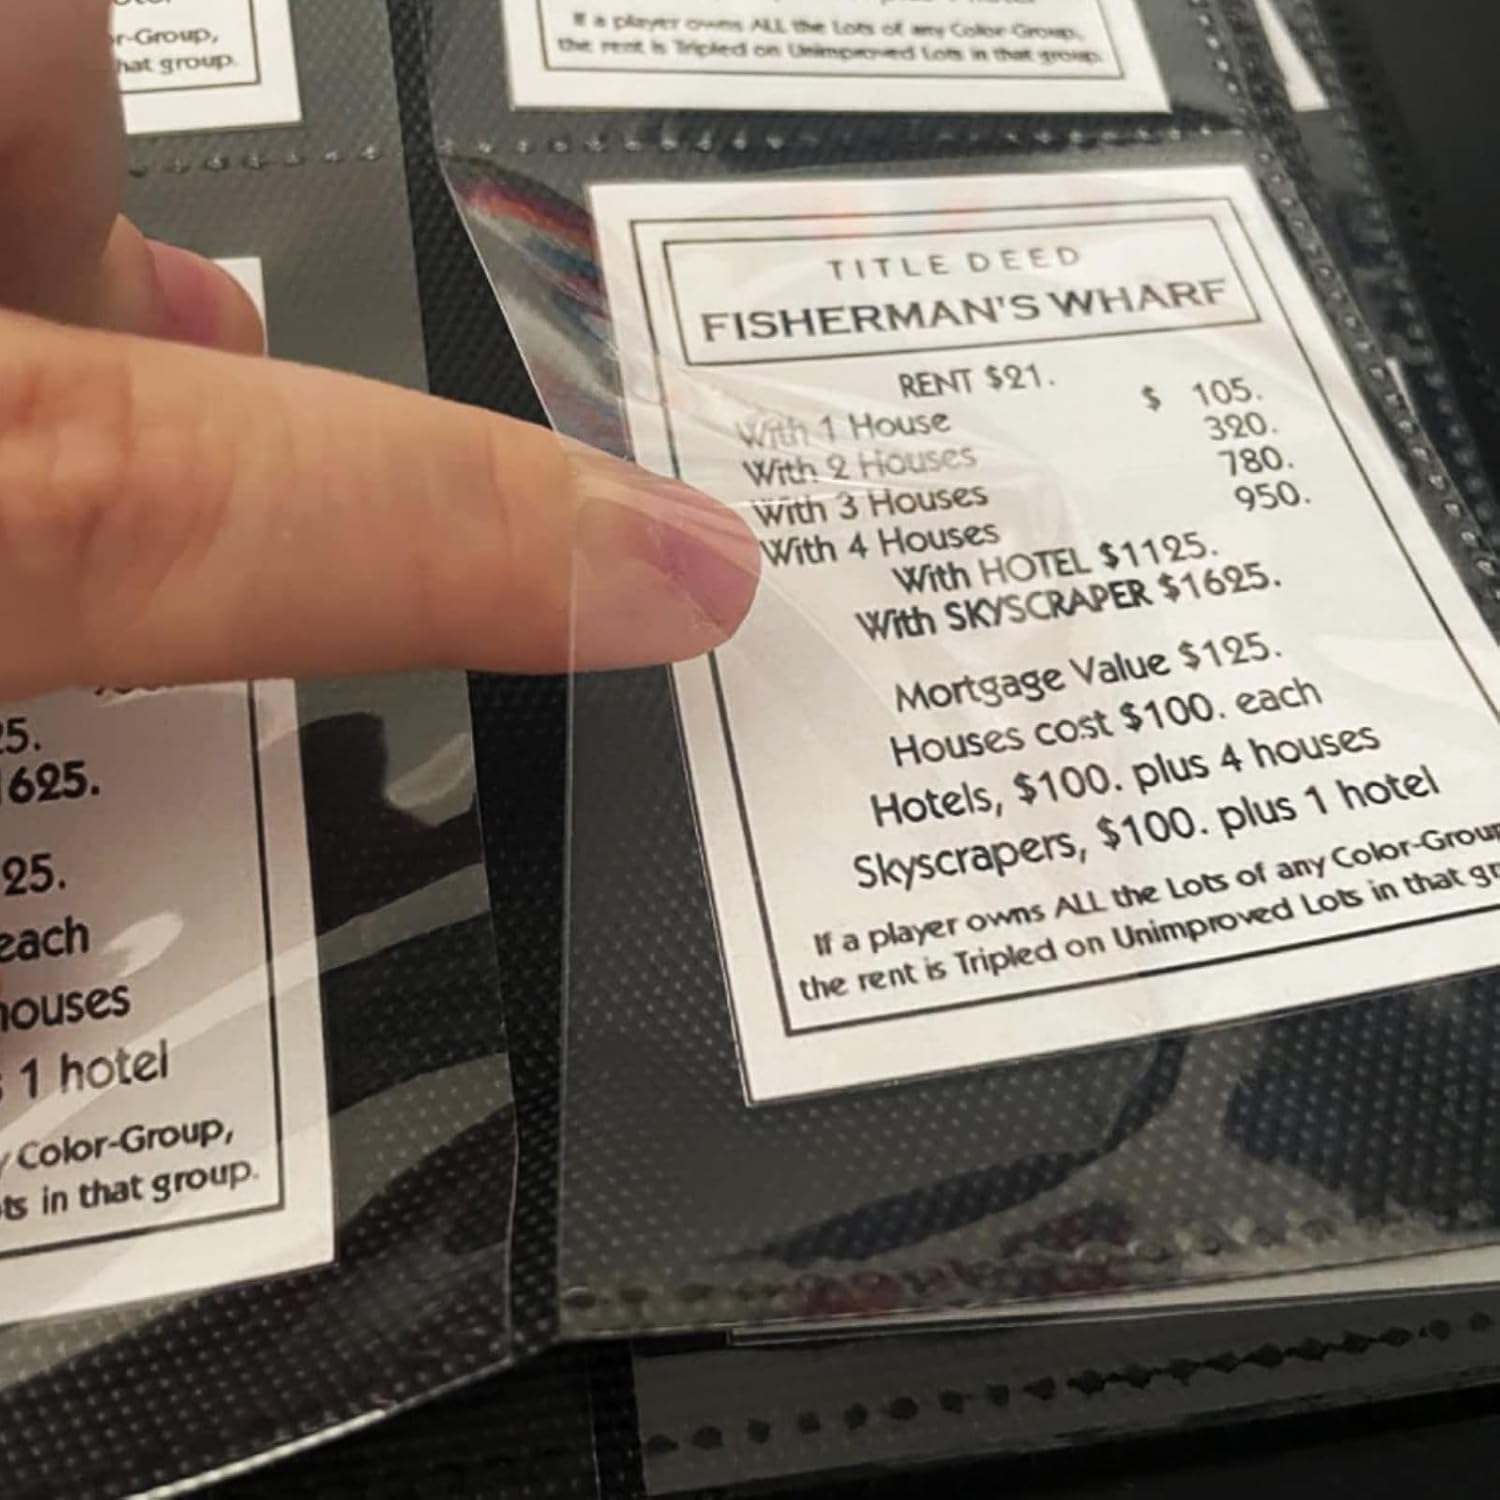 r-Group,
hat group.
If a player owns ALL the Lots of any Color-Group,
the rent is Tripled on Unimproved Lots in that group.
TITLE DEED
FISHERMAN'S WHARF
RENT $21.
With 1 House $ 105.
With 2 Houses 320.
With 3 Houses 780.
With 4 Houses 950.
With HOTEL $1125.
With SKYSCRAPER $1625.
Mortgage Value $125.
Houses cost $100. each
Hotels, $100. plus 4 houses
Skyscrapers, $100. plus 1 hotel
If a player owns ALL the Lots of any Color-Group
the rent is Tripled on Unimproved Lots in that gr
25.
1625.
25.
each
houses
1 hotel
y Color-Group,
ts in that group.